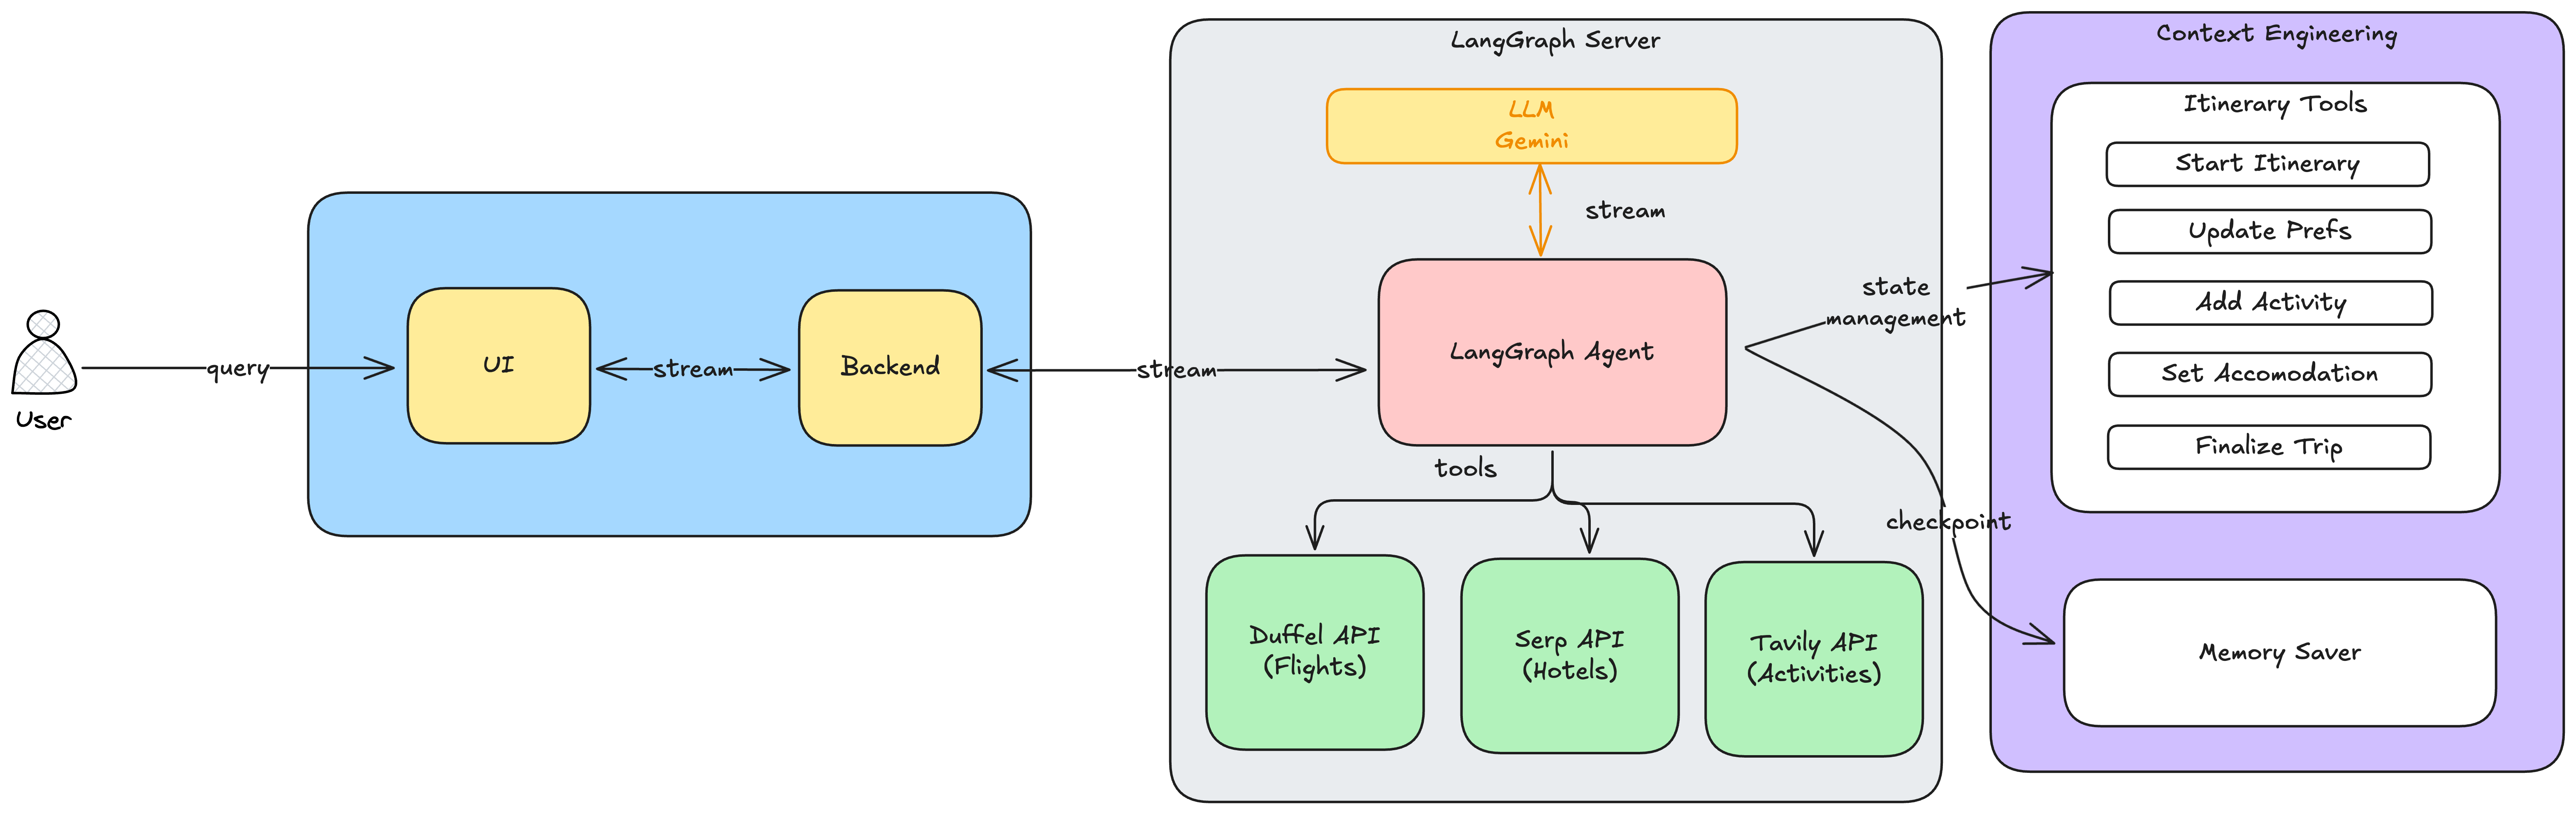 User
query
UI
stream
Backend
stream
LangGraph Server
LLM
Gemini
stream
LangGraph Agent
tools
Duffel API
(Flights)
Serp API
(Hotels)
Tavily API
(Activities)
state
management
checkpoint
Context Engineering
Itinerary Tools
Start Itinerary
Update Prefs
Add Activity
Set Accomodation
Finalize Trip
Memory Saver